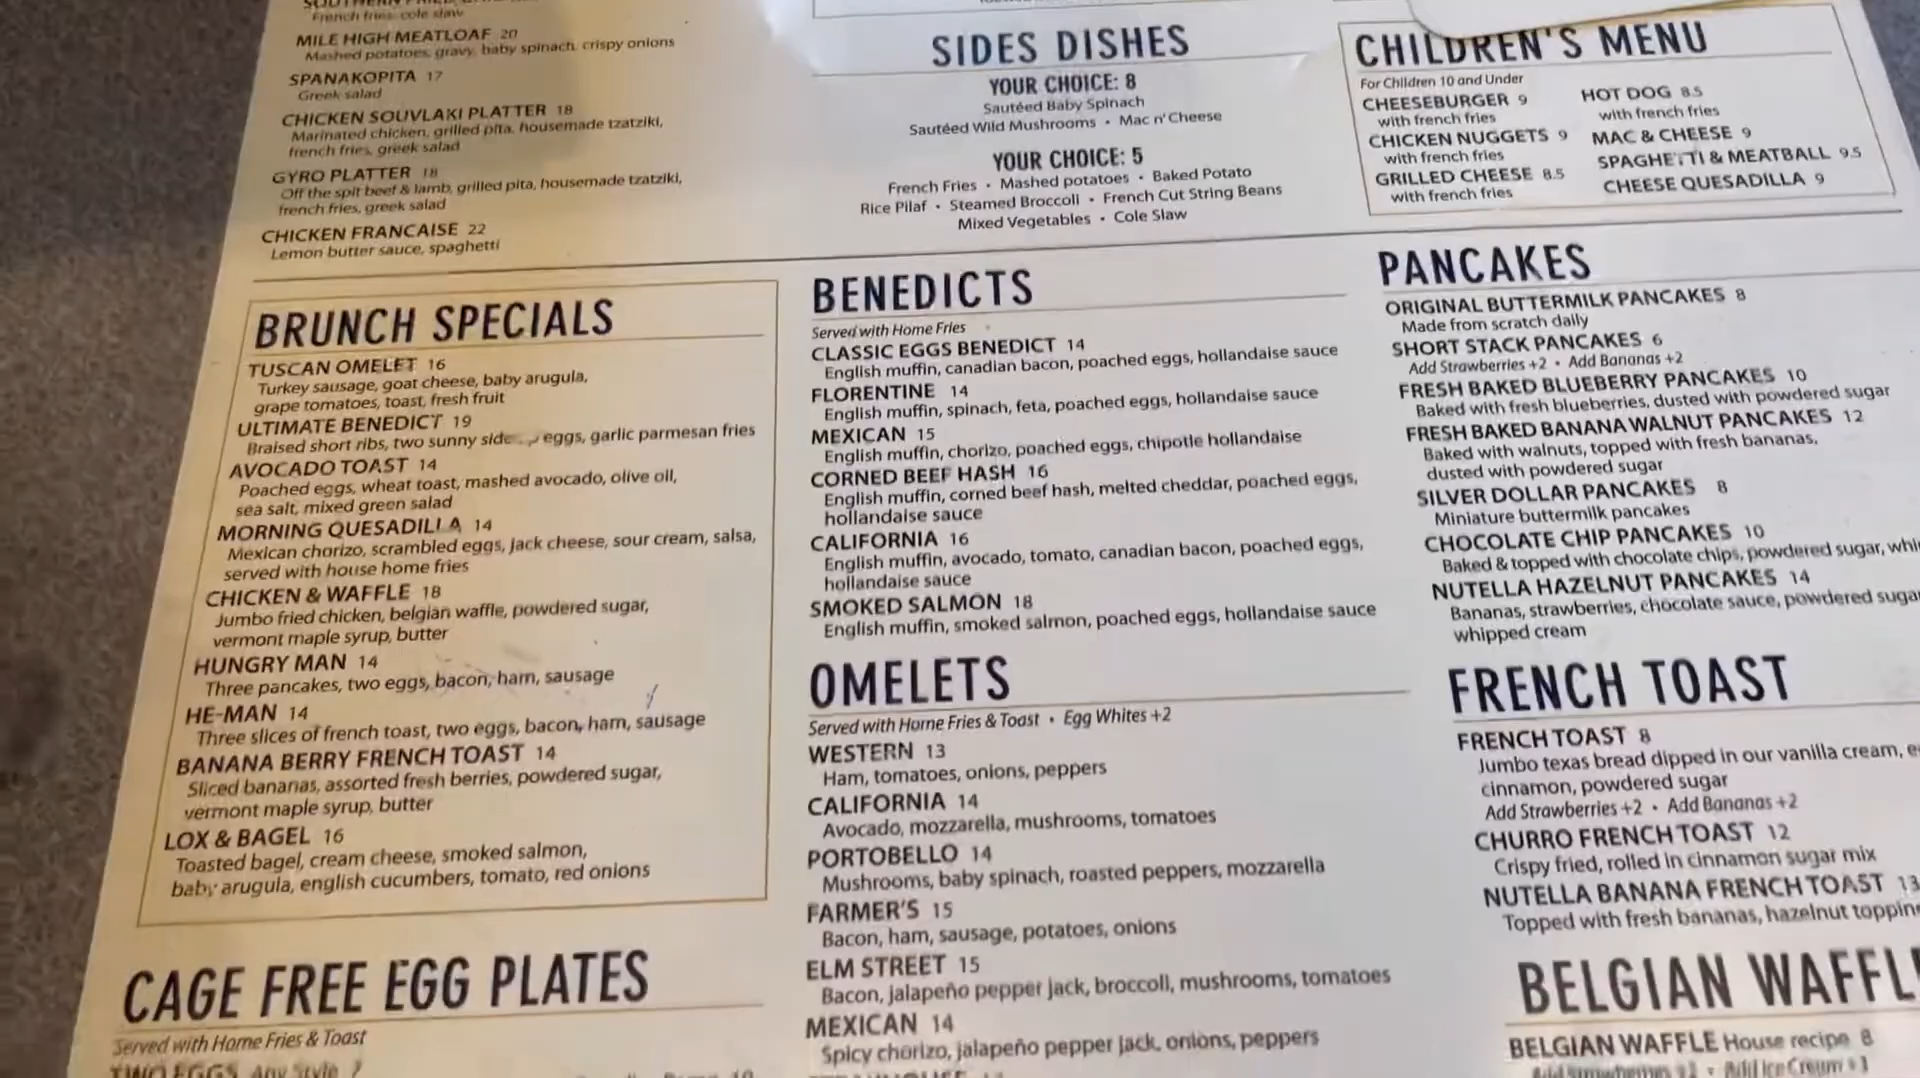 French fries, cole slaw
MILE HIGH MEATLOAF 20
Mashed potatoes, gravy, baby spinach, crispy onions
SPANAKOPITA 17
Greek salad
CHICKEN SOUVLAKI PLATTER 18
Marinated chicken, grilled pita, housemade tzatziki,
french fries, greek salad
GYRO PLATTER 18
Off the spit beef & lamb, grilled pita, housemade tzatziki,
french fries, greek salad
CHICKEN FRANCAISE 22
Lemon butter sauce, spaghetti
SIDES DISHES
YOUR CHOICE: 8
Sautéed Baby Spinach
Sautéed Wild Mushrooms • Mac n' Cheese
YOUR CHOICE: 5
French Fries • Mashed potatoes • Baked Potato
Rice Pilaf • Steamed Broccoli • French Cut String Beans
Mixed Vegetables • Cole Slaw
CHILDREN'S MENU
For Children 10 and Under
CHEESEBURGER 9
with french fries
CHICKEN NUGGETS 9
with french fries
GRILLED CHEESE 8.5
with french fries
HOT DOG 8.5
with french fries
MAC & CHEESE 9
SPAGHETTI & MEATBALL 9.5
CHEESE QUESADILLA 9
BRUNCH SPECIALS
TUSCAN OMELET 16
Turkey sausage, goat cheese, baby arugula,
grape tomatoes, toast, fresh fruit
ULTIMATE BENEDICT 19
Braised short ribs, two sunny side eggs, garlic parmesan fries
AVOCADO TOAST 14
Poached eggs, wheat toast, mashed avocado, olive oil,
sea salt, mixed green salad
MORNING QUESADILLA 14
Mexican chorizo, scrambled eggs, jack cheese, sour cream, salsa,
served with house home fries
CHICKEN & WAFFLE 18
Jumbo fried chicken, belgian waffle, powdered sugar,
vermont maple syrup, butter
HUNGRY MAN 14
Three pancakes, two eggs, bacon, ham, sausage
HE-MAN 14
Three slices of french toast, two eggs, bacon, ham, sausage
BANANA BERRY FRENCH TOAST 14
Sliced bananas, assorted fresh berries, powdered sugar,
vermont maple syrup, butter
LOX & BAGEL 16
Toasted bagel, cream cheese, smoked salmon,
baby arugula, english cucumbers, tomato, red onions
CAGE FREE EGG PLATES
Served with Home Fries & Toast
TWO EGGS Any Style 7
BENEDICTS
Served with Home Fries
CLASSIC EGGS BENEDICT 14
English muffin, canadian bacon, poached eggs, hollandaise sauce
FLORENTINE 14
English muffin, spinach, feta, poached eggs, hollandaise sauce
MEXICAN 15
English muffin, chorizo, poached eggs, chipotle hollandaise
CORNED BEEF HASH 16
English muffin, corned beef hash, melted cheddar, poached eggs,
hollandaise sauce
CALIFORNIA 16
English muffin, avocado, tomato, canadian bacon, poached eggs,
hollandaise sauce
SMOKED SALMON 18
English muffin, smoked salmon, poached eggs, hollandaise sauce
OMELETS
Served with Home Fries & Toast • Egg Whites +2
WESTERN 13
Ham, tomatoes, onions, peppers
CALIFORNIA 14
Avocado, mozzarella, mushrooms, tomatoes
PORTOBELLO 14
Mushrooms, baby spinach, roasted peppers, mozzarella
FARMER'S 15
Bacon, ham, sausage, potatoes, onions
ELM STREET 15
Bacon, jalapeño pepper jack, broccoli, mushrooms, tomatoes
MEXICAN 14
Spicy chorizo, jalapeño pepper jack, onions, peppers
PANCAKES
ORIGINAL BUTTERMILK PANCAKES 8
Made from scratch daily
SHORT STACK PANCAKES 6
Add Strawberries +2 • Add Bananas +2
FRESH BAKED BLUEBERRY PANCAKES 10
Baked with fresh blueberries, dusted with powdered sugar
FRESH BAKED BANANA WALNUT PANCAKES 12
Baked with walnuts, topped with fresh bananas,
dusted with powdered sugar
SILVER DOLLAR PANCAKES 8
Miniature buttermilk pancakes
CHOCOLATE CHIP PANCAKES 10
Baked & topped with chocolate chips, powdered sugar,
NUTELLA HAZELNUT PANCAKES 14
Bananas, strawberries, chocolate sauce, powdered
whipped cream
FRENCH TOAST
FRENCH TOAST 8
Jumbo texas bread dipped in our vanilla cream,
cinnamon, powdered sugar
Add Strawberries +2 • Add Bananas +2
CHURRO FRENCH TOAST 12
Crispy fried, rolled in cinnamon sugar mix
NUTELLA BANANA FRENCH TOAST 13
Topped with fresh bananas, hazelnut
BELGIAN
BELGIAN WAFFLE House recipe 8